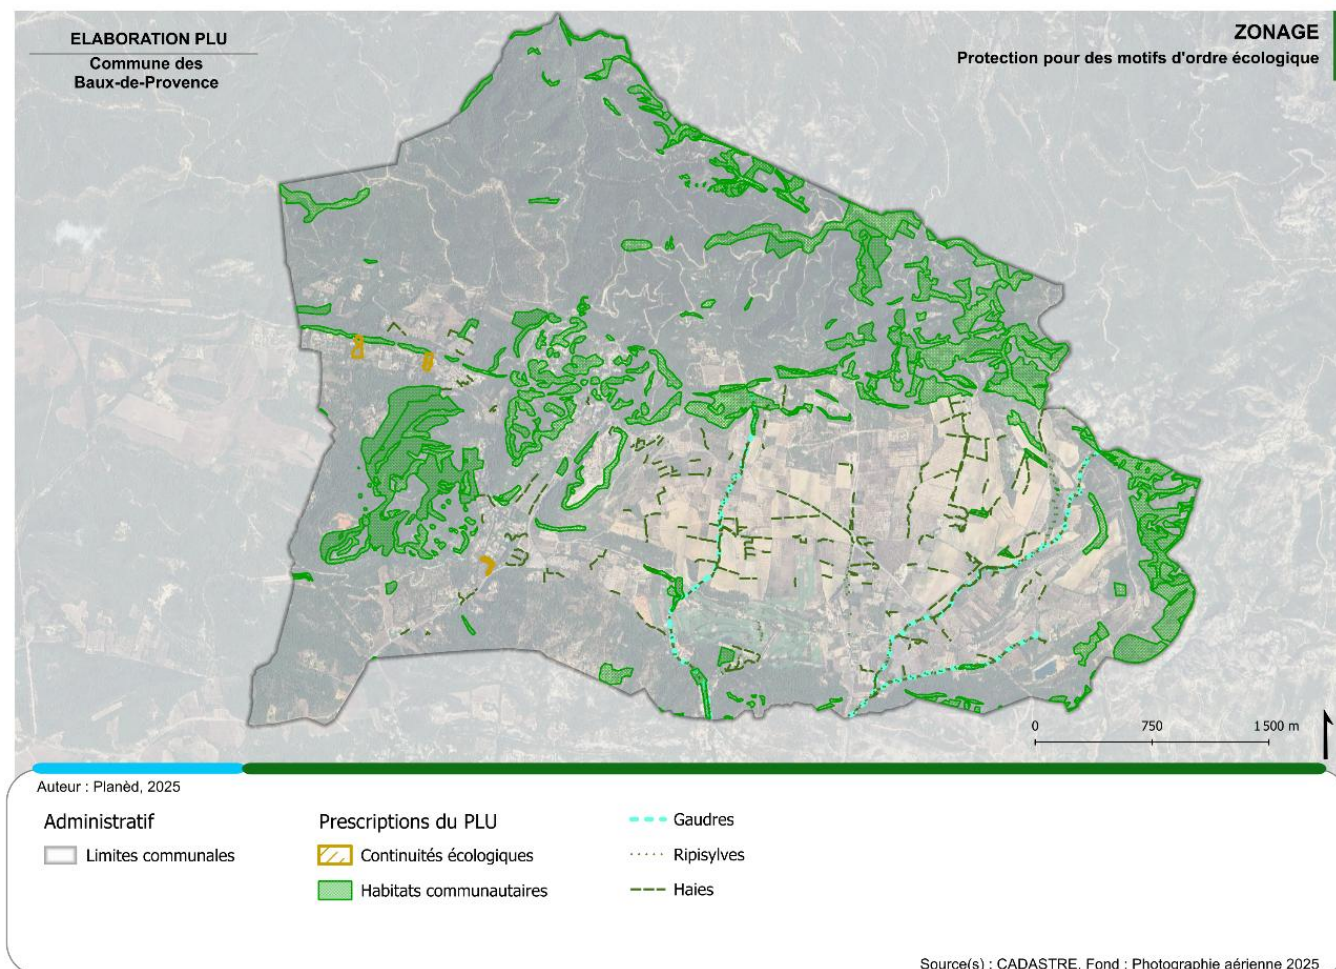 ELABORATION PLU
Commune des
Baux-de-Provence
ZONAGE
Protection pour des motifs d'ordre écologique
0 750 1 500 m
Auteur : Planèd, 2025
Administratif
Limites communales
Prescriptions du PLU
Continuités écologiques
Habitats communautaires
Gaudres
Ripisylves
Haies
Source(s) : CADASTRE, Fond : Photographie aérienne 2025